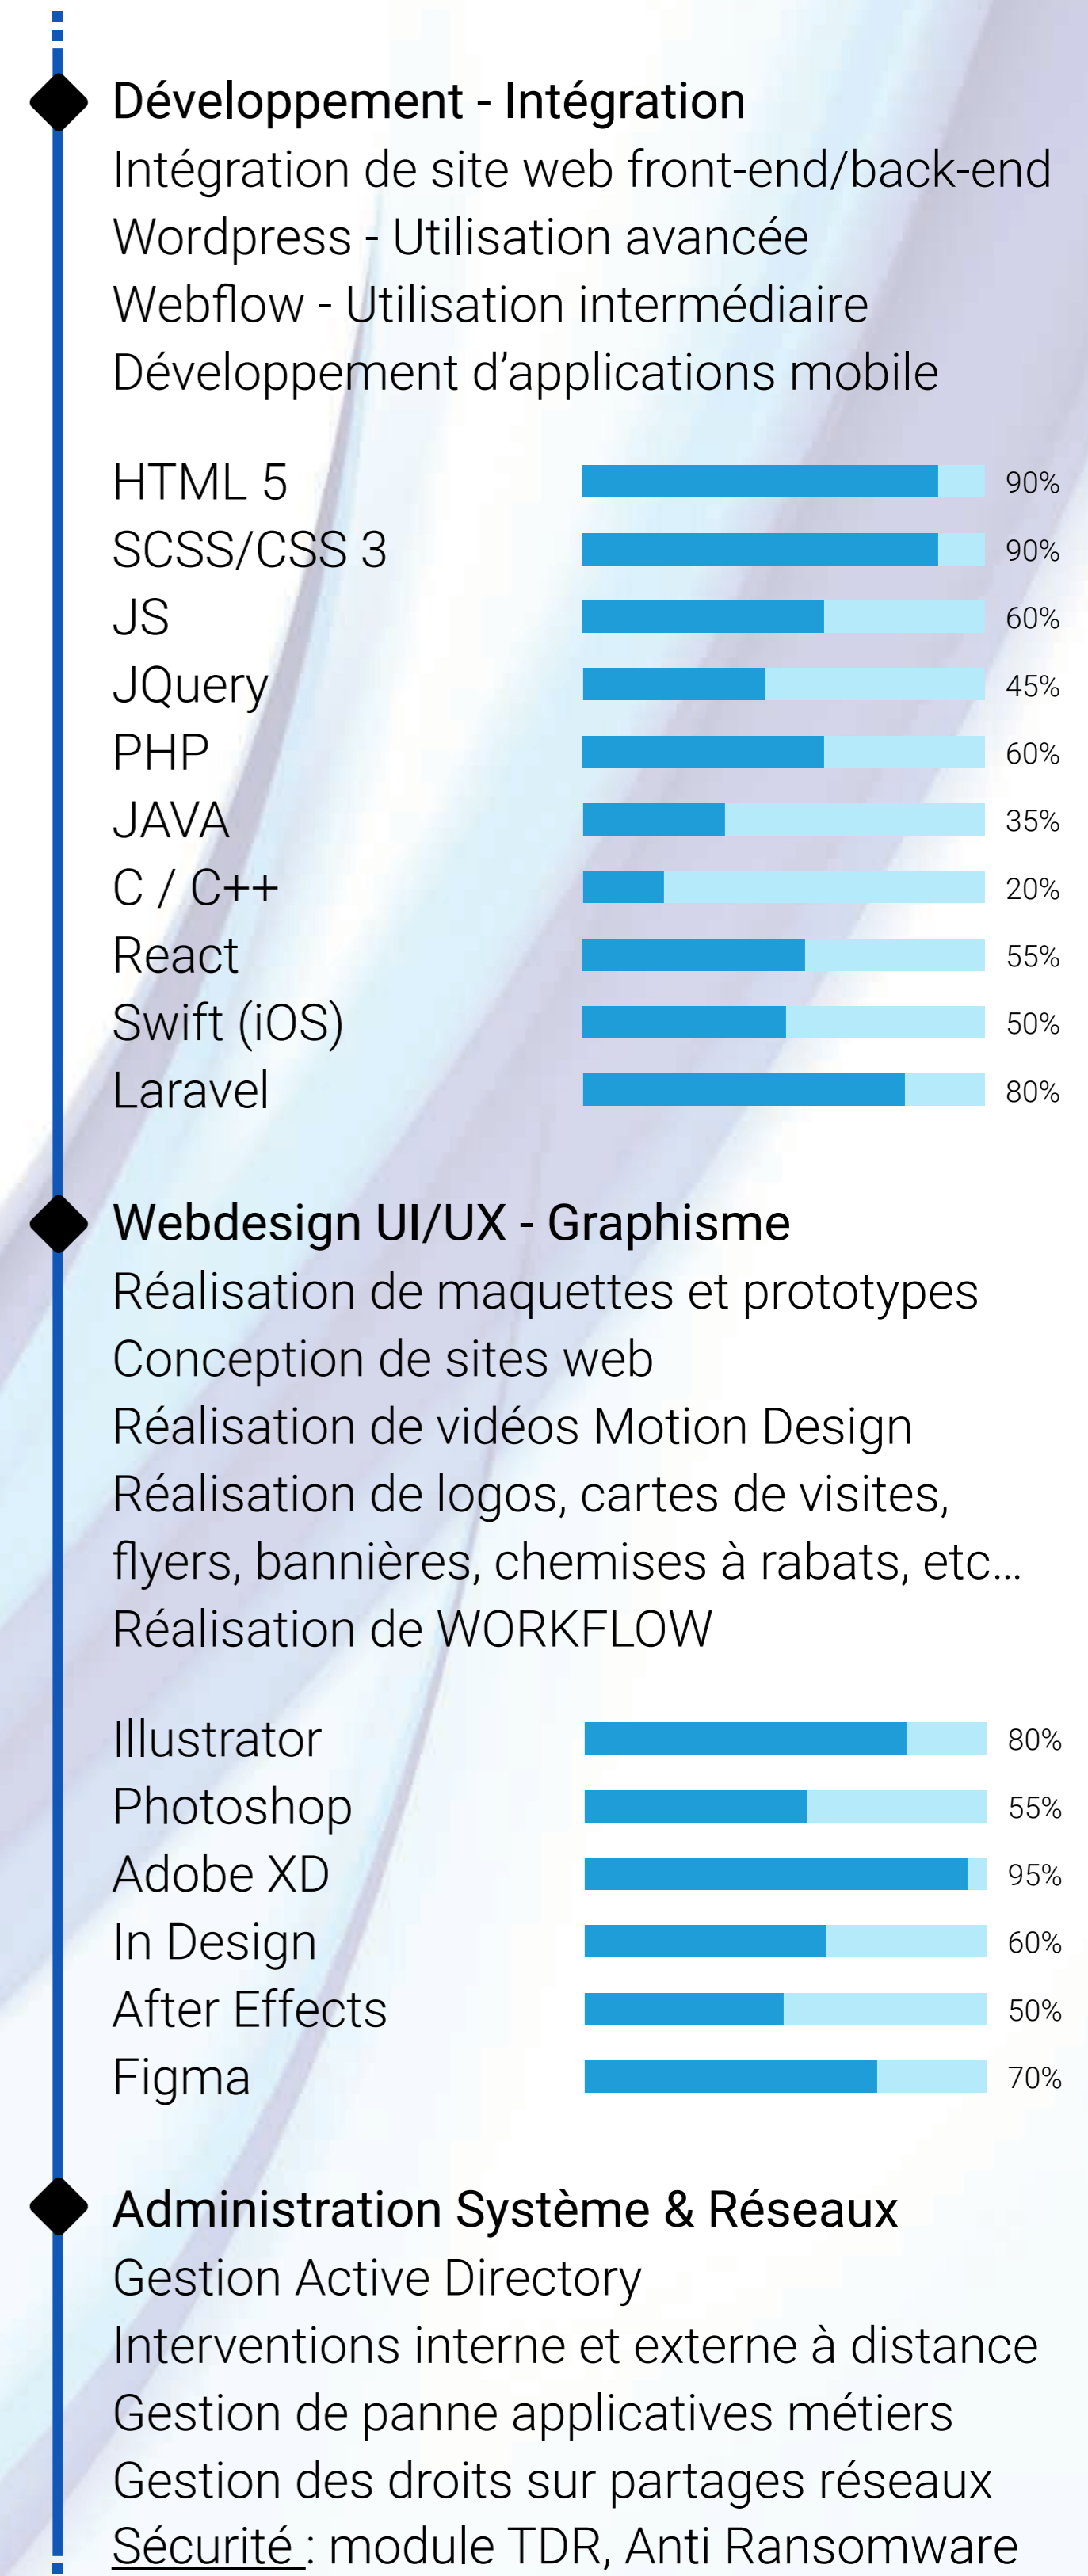 Développement - Intégration
Intégration de site web front-end/back-end
Wordpress - Utilisation avancée
Webflow - Utilisation intermédiaire
Développement d’applications mobile
HTML 5 90%
SCSS/CSS 3 90%
JS 60%
JQuery 45%
PHP 60%
JAVA 35%
C / C++ 20%
React 55%
Swift (iOS) 50%
Laravel 80%
Webdesign UI/UX - Graphisme
Réalisation de maquettes et prototypes
Conception de sites web
Réalisation de vidéos Motion Design
Réalisation de logos, cartes de visites,
flyers, bannières, chemises à rabats, etc...
Réalisation de WORKFLOW
Illustrator 80%
Photoshop 55%
Adobe XD 95%
In Design 60%
After Effects 50%
Figma 70%
Administration Système & Réseaux
Gestion Active Directory
Interventions interne et externe à distance
Gestion de panne applicatives métiers
Gestion des droits sur partages réseaux
Sécurité : module TDR, Anti Ransomware